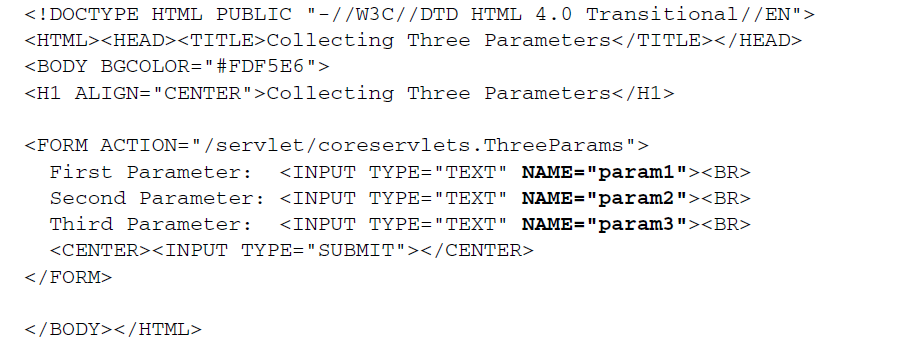 <!DOCTYPE HTML PUBLIC "-//W3C//DTD HTML 4.0 Transitional//EN">
<HTML><HEAD><TITLE>Collecting Three Parameters</TITLE></HEAD>
<BODY BGCOLOR="#FDF5E6">
<H1 ALIGN="CENTER">Collecting Three Parameters</H1>

<FORM ACTION="/servlet/coreservlets.ThreeParams">
  First Parameter:  <INPUT TYPE="TEXT" NAME="param1"><BR>
  Second Parameter: <INPUT TYPE="TEXT" NAME="param2"><BR>
  Third Parameter:  <INPUT TYPE="TEXT" NAME="param3"><BR>
  <CENTER><INPUT TYPE="SUBMIT"></CENTER>
</FORM>

</BODY></HTML>